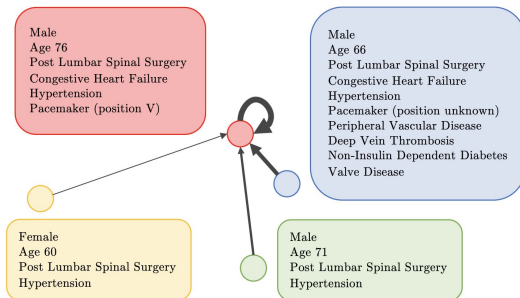 Male
Age 76
Post Lumbar Spinal Surgery
Congestive Heart Failure
Hypertension
Pacemaker (position V)
Male
Age 66
Post Lumbar Spinal Surgery
Congestive Heart Failure
Hypertension
Pacemaker (position unknown)
Peripheral Vascular Disease
Deep Vein Thrombosis
Non-Insulin Dependent Diabetes
Valve Disease
Female
Age 60
Post Lumbar Spinal Surgery
Hypertension
Male
Age 71
Post Lumbar Spinal Surgery
Hypertension